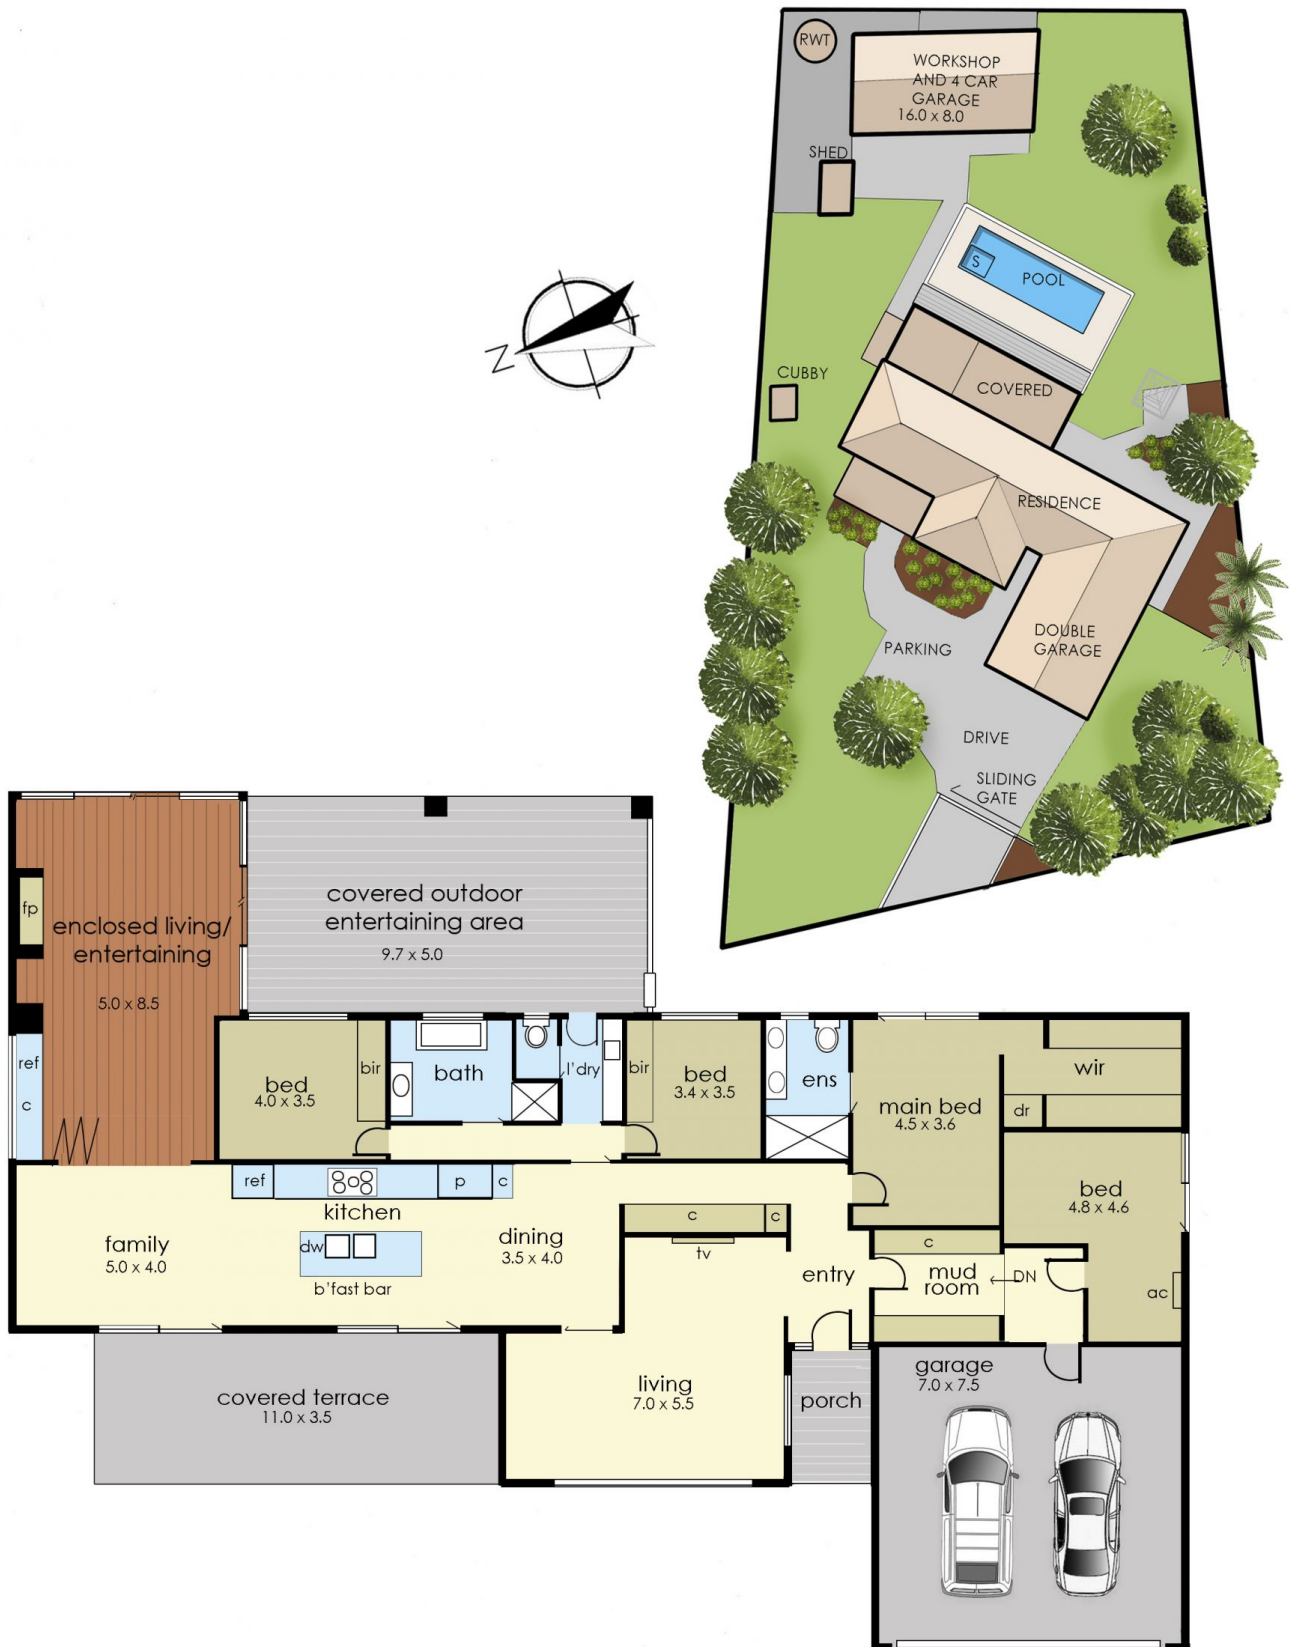 RWT
WORKSHOP
AND 4 CAR
GARAGE
16.0 x 8.0
SHED
S
POOL
N
CUBBY
COVERED
RESIDENCE
PARKING
DOUBLE
GARAGE
DRIVE
SLIDING
GATE
fp
enclosed living/
entertaining
5.0 x 8.5
covered outdoor
entertaining area
9.7 x 5.0
ref
c
bed
4.0 x 3.5
bir
bath
l'dry
bir
bed
3.4 x 3.5
ens
main bed
4.5 x 3.6
wir
dr
bed
4.8 x 4.6
ac
ref
p
c
kitchen
dw
b'fast bar
family
5.0 x 4.0
dining
3.5 x 4.0
c
c
tv
entry
c
mud
room
DN
covered terrace
11.0 x 3.5
living
7.0 x 5.5
porch
garage
7.0 x 7.5